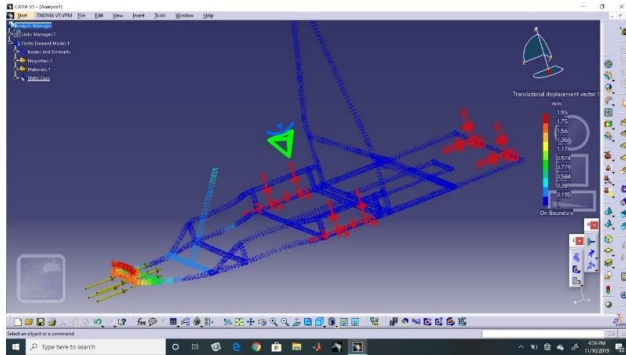 CATIA V5 - [Analysis1]
Start ENOVIA V5 VPM File Edit View Insert Tools Window Help
Analysis Manager
Links Manager.1
Finite Element Model.1
Nodes and Elements
Properties.1
Materials.1
Static Case
Translational displacement vector.1
mm
1.95
1.75
1.56
1.36
1.17
0.974
0.779
0.584
0.389
0.195
0
On Boundary
Select an object or a command
Type here to search
4:59 PM
11/10/2019